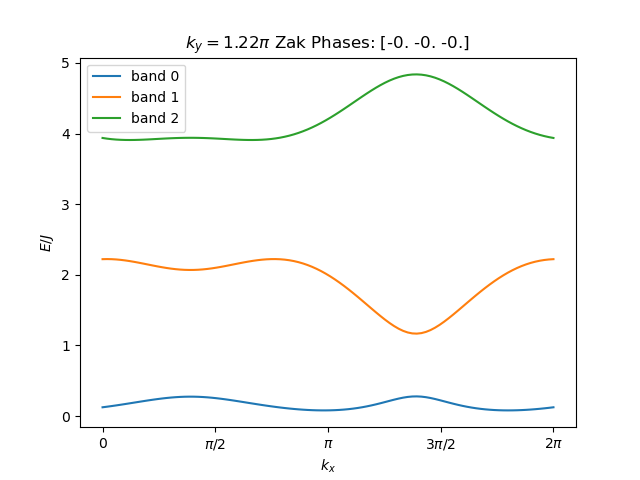 $k_y = 1.22\pi$ Zak Phases: [-0. -0. -0.]
band 0
band 1
band 2
E/J
5
4
3
2
1
0
0
π/2
π
3π/2
2π
$k_x$